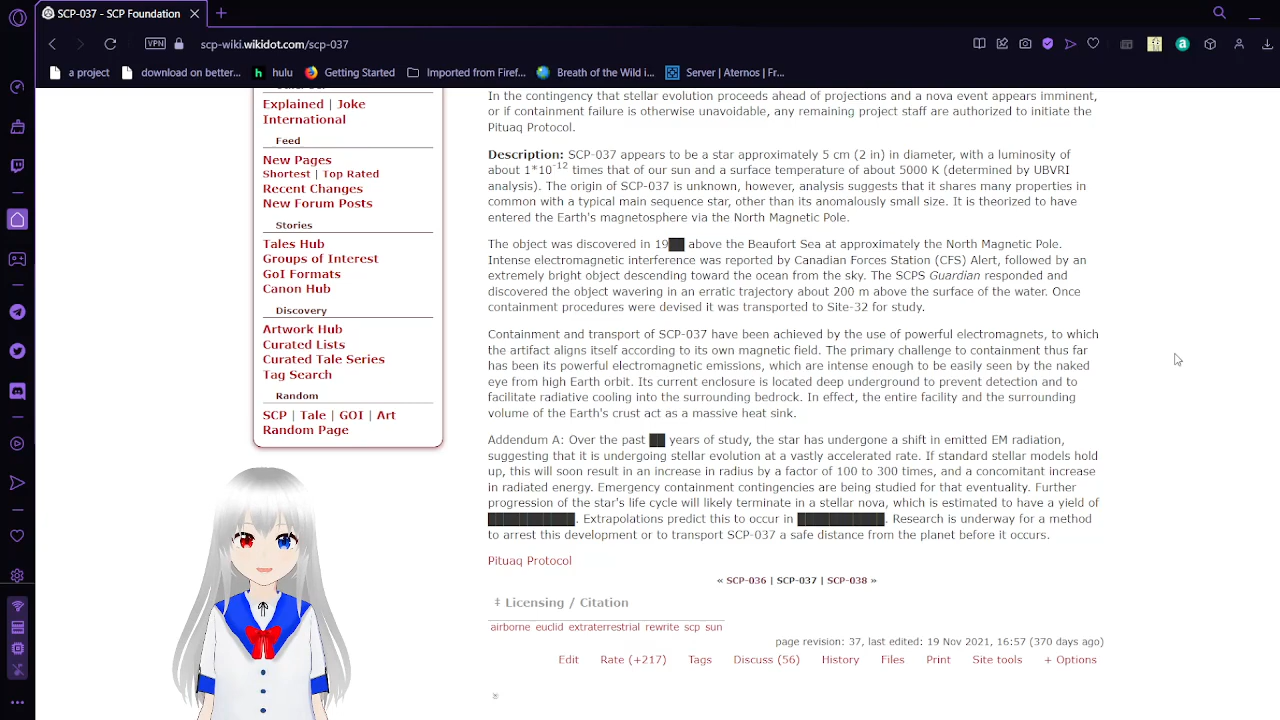 SCP-037 - SCP Foundation
VPN
scp-wiki.wikidot.com/scp-037
a project
download on better...
h hulu
Getting Started
Imported from Firef...
Breath of the Wild i...
Server | Aternos | Fr...
Explained | Joke
International
Feed
New Pages
Shortest | Top Rated
Recent Changes
New Forum Posts
Stories
Tales Hub
Groups of Interest
GoI Formats
Canon Hub
Discovery
Artwork Hub
Curated Lists
Curated Tale Series
Tag Search
Random
SCP | Tale | GOI | Art
Random Page
In the contingency that stellar evolution proceeds ahead of projections and a nova event appears imminent,
or if containment failure is otherwise unavoidable, any remaining project staff are authorized to initiate the
Pituaq Protocol.
Description: SCP-037 appears to be a star approximately 5 cm (2 in) in diameter, with a luminosity of
about 1*10-12 times that of our sun and a surface temperature of about 5000 K (determined by UBVRI
analysis). The origin of SCP-037 is unknown, however, analysis suggests that it shares many properties in
common with a typical main sequence star, other than its anomalously small size. It is theorized to have
entered the Earth's magnetosphere via the North Magnetic Pole.
The object was discovered in 19██ above the Beaufort Sea at approximately the North Magnetic Pole.
Intense electromagnetic interference was reported by Canadian Forces Station (CFS) Alert, followed by an
extremely bright object descending toward the ocean from the sky. The SCPS Guardian responded and
discovered the object wavering in an erratic trajectory about 200 m above the surface of the water. Once
containment procedures were devised it was transported to Site-32 for study.
Containment and transport of SCP-037 have been achieved by the use of powerful electromagnets, to which
the artifact aligns itself according to its own magnetic field. The primary challenge to containment thus far
has been its powerful electromagnetic emissions, which are intense enough to be easily seen by the naked
eye from high Earth orbit. Its current enclosure is located deep underground to prevent detection and to
facilitate radiative cooling into the surrounding bedrock. In effect, the entire facility and the surrounding
volume of the Earth's crust act as a massive heat sink.
Addendum A: Over the past ██ years of study, the star has undergone a shift in emitted EM radiation,
suggesting that it is undergoing stellar evolution at a vastly accelerated rate. If standard stellar models hold
up, this will soon result in an increase in radius by a factor of 100 to 300 times, and a concomitant increase
in radiated energy. Emergency containment contingencies are being studied for that eventuality. Further
progression of the star's life cycle will likely terminate in a stellar nova, which is estimated to have a yield of
███████████. Extrapolations predict this to occur in ███████████. Research is underway for a method
to arrest this development or to transport SCP-037 a safe distance from the planet before it occurs.
Pituaq Protocol
« SCP-036 | SCP-037 | SCP-038 »
‡ Licensing / Citation
airborne euclid extraterrestrial rewrite scp sun
page revision: 37, last edited: 19 Nov 2021, 16:57 (370 days ago)
Edit Rate (+217) Tags Discuss (56) History Files Print Site tools + Options